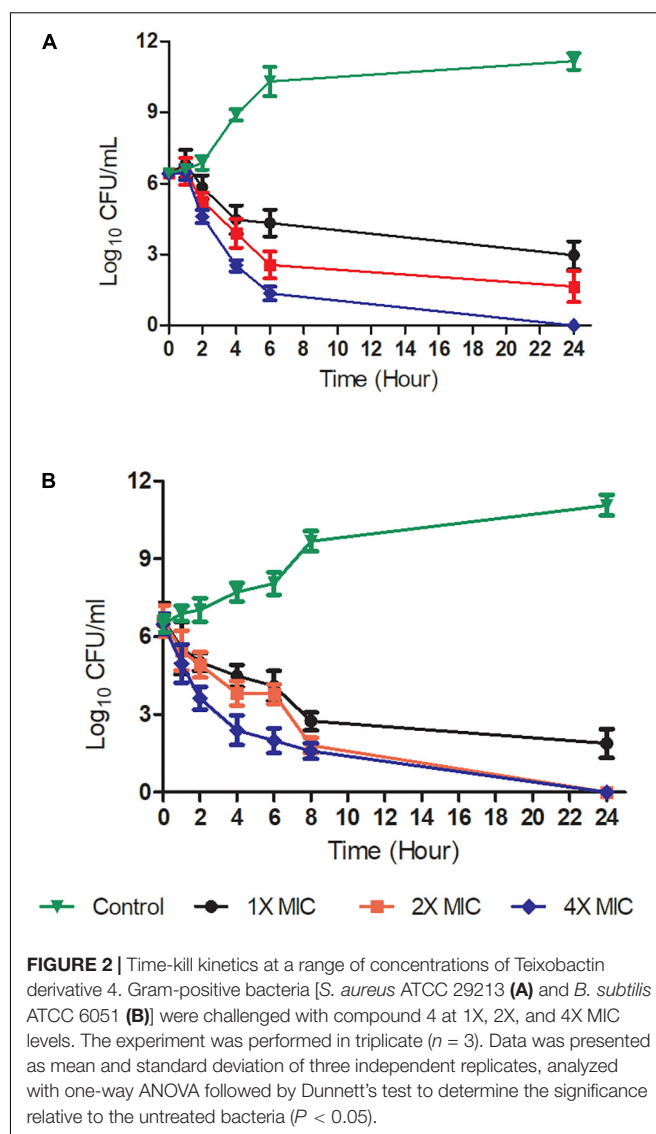 A
12
9
6
3
0
Log10 CFU/mL
0 2 4 6 8 10 12 14 16 18 20 22 24
Time (Hour)
B
12
9
6
3
0
Log10 CFU/ml
0 2 4 6 8 10 12 14 16 18 20 22 24
Time (Hour)
Control 1X MIC 2X MIC 4X MIC
FIGURE 2 | Time-kill kinetics at a range of concentrations of Teixobactin
derivative 4. Gram-positive bacteria [S. aureus ATCC 29213 (A) and B. subtilis
ATCC 6051 (B)] were challenged with compound 4 at 1X, 2X, and 4X MIC
levels. The experiment was performed in triplicate (n = 3). Data was presented
as mean and standard deviation of three independent replicates, analyzed
with one-way ANOVA followed by Dunnett's test to determine the significance
relative to the untreated bacteria (P < 0.05).